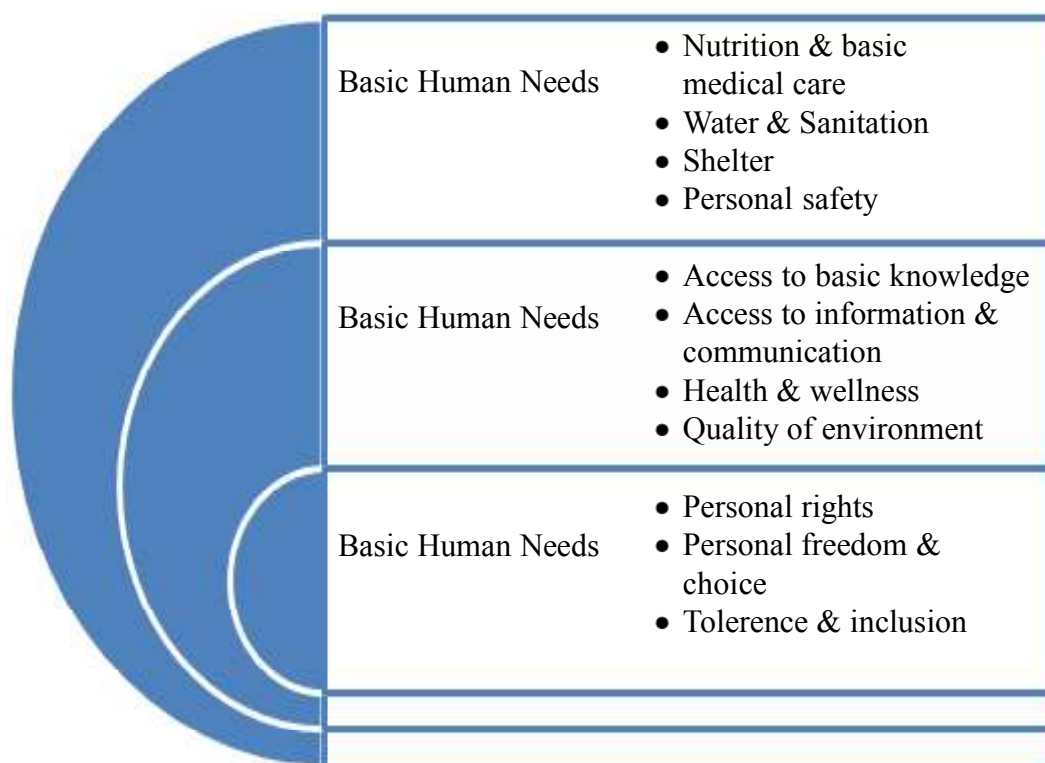 Basic Human Needs
• Nutrition & basic
medical care
• Water & Sanitation
• Shelter
• Personal safety
Basic Human Needs
• Access to basic knowledge
• Access to information &
communication
• Health & wellness
• Quality of environment
Basic Human Needs
• Personal rights
• Personal freedom &
choice
• Tolerence & inclusion